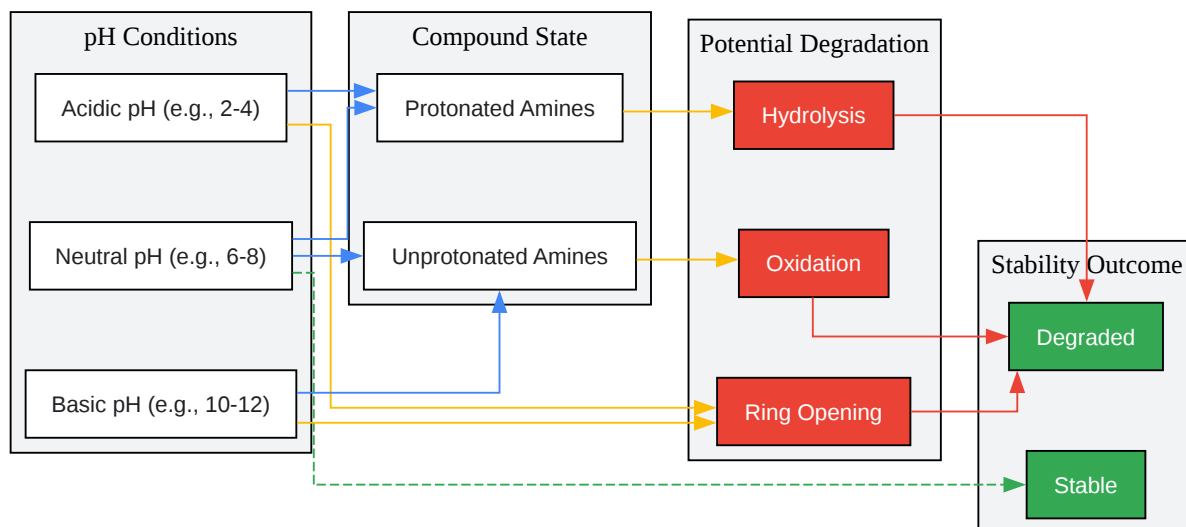 pH Conditions
Acidic pH (e.g., 2-4)
Neutral pH (e.g., 6-8)
Basic pH (e.g., 10-12)
Compound State
Protonated Amines
Unprotonated Amines
Potential Degradation
Hydrolysis
Oxidation
Ring Opening
Stability Outcome
Degraded
Stable